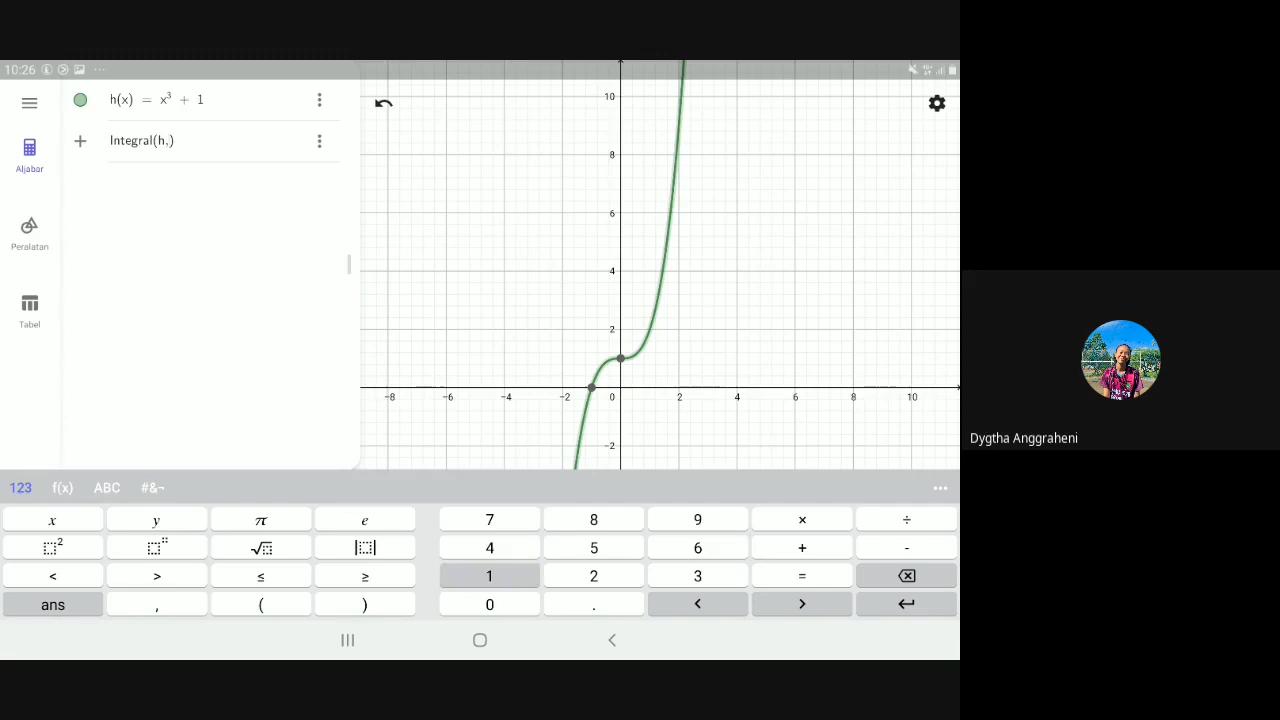 10:26
h(x) = x³ + 1
Integral(h,)
Aljabar
Peralatan
Tabel
10
8
6
4
2
-2
-8 -6 -4 -2 0 2 4 6 8 10
Dygtha Anggraheni
123 f(x) ABC #&¬
x y π e 7 8 9 × ÷
² √ | | 4 5 6 + -
< > ≤ ≥ 1 2 3 =
ans , ( ) 0 . < >